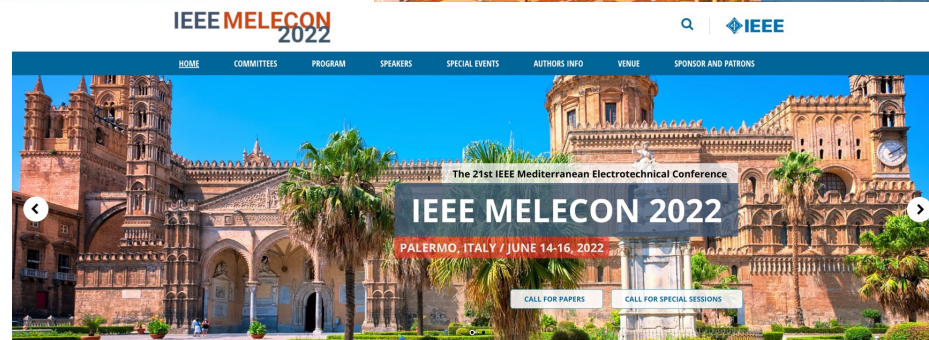 IEEE MELECON
2022
IEEE
HOME COMMITTEES PROGRAM SPEAKERS SPECIAL EVENTS AUTHORS INFO VENUE SPONSOR AND PATRONS
The 21st IEEE Mediterranean Electrotechnical Conference
IEEE MELECON 2022
PALERMO, ITALY / JUNE 14-16, 2022
CALL FOR PAPERS CALL FOR SPECIAL SESSIONS